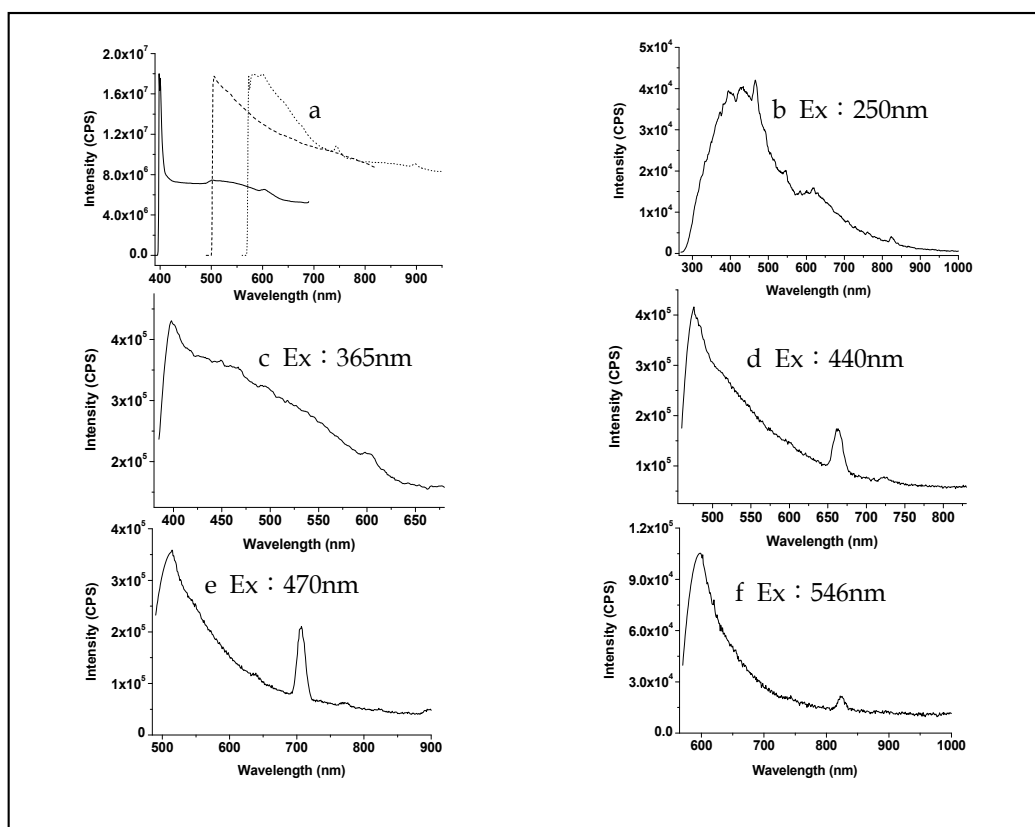 2.0x10⁷
1.6x10⁷
1.2x10⁷
8.0x10⁶
4.0x10⁶
0.0
Intensity (CPS)
a
400 500 600 700 800 900
Wavelength (nm)
5x10⁴
4x10⁴
3x10⁴
2x10⁴
1x10⁴
0
Intensity (CPS)
b Ex：250nm
300 400 500 600 700 800 900 1000
Wavelength (nm)
4x10⁵
3x10⁵
2x10⁵
Intensity (CPS)
c Ex：365nm
400 450 500 550 600 650
Wavelength (nm)
4x10⁵
3x10⁵
2x10⁵
1x10⁵
Intensity (CPS)
d Ex：440nm
500 550 600 650 700 750 800
Wavelength (nm)
4x10⁵
3x10⁵
2x10⁵
1x10⁵
0
Intensity (CPS)
e Ex：470nm
500 600 700 800 900
Wavelength (nm)
1.2x10⁵
9.0x10⁴
6.0x10⁴
3.0x10⁴
0.0
Intensity (CPS)
f Ex：546nm
600 700 800 900 1000
Wavelength (nm)